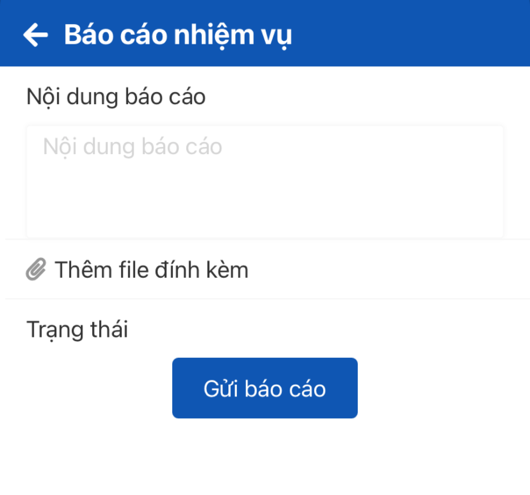 Báo cáo nhiệm vụ
Nội dung báo cáo
Nội dung báo cáo
Thêm file đính kèm
Trạng thái
Gửi báo cáo